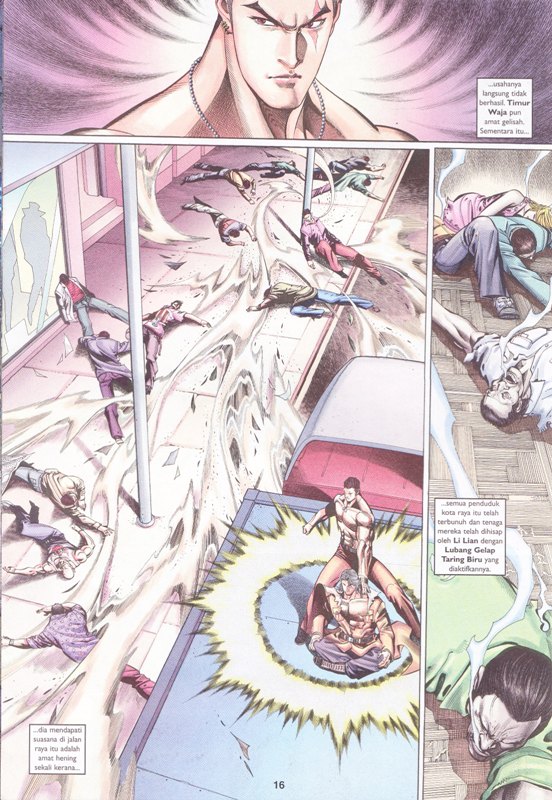 ...usahanya
langsung tidak
berhasil. Timur
Waja pun
amat gelisah.
Sementara itu...
...dia mendapati
suasana di jalan
raya itu adalah
amat hening
sekali kerana...
...semua penduduk
kota raya itu telah
terbunuh dan tenaga
mereka telah dihisap
oleh Li Lian dengan
Lubang Gelap
Taring Biru yang
diaktifkannya.
16